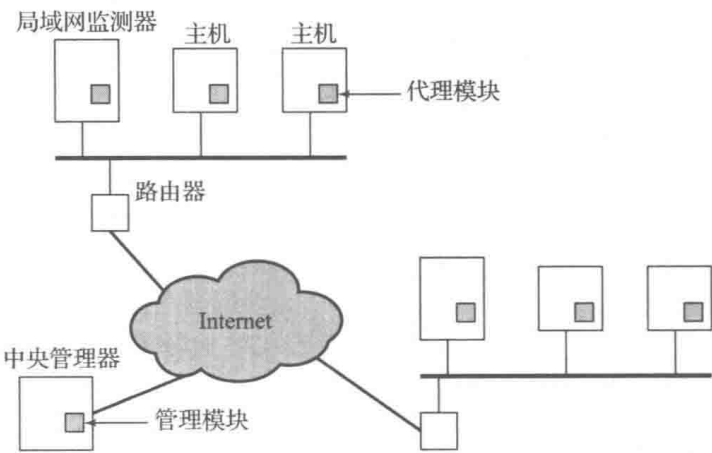 局域网监测器
主机
主机
代理模块
路由器
Internet
中央管理器
管理模块